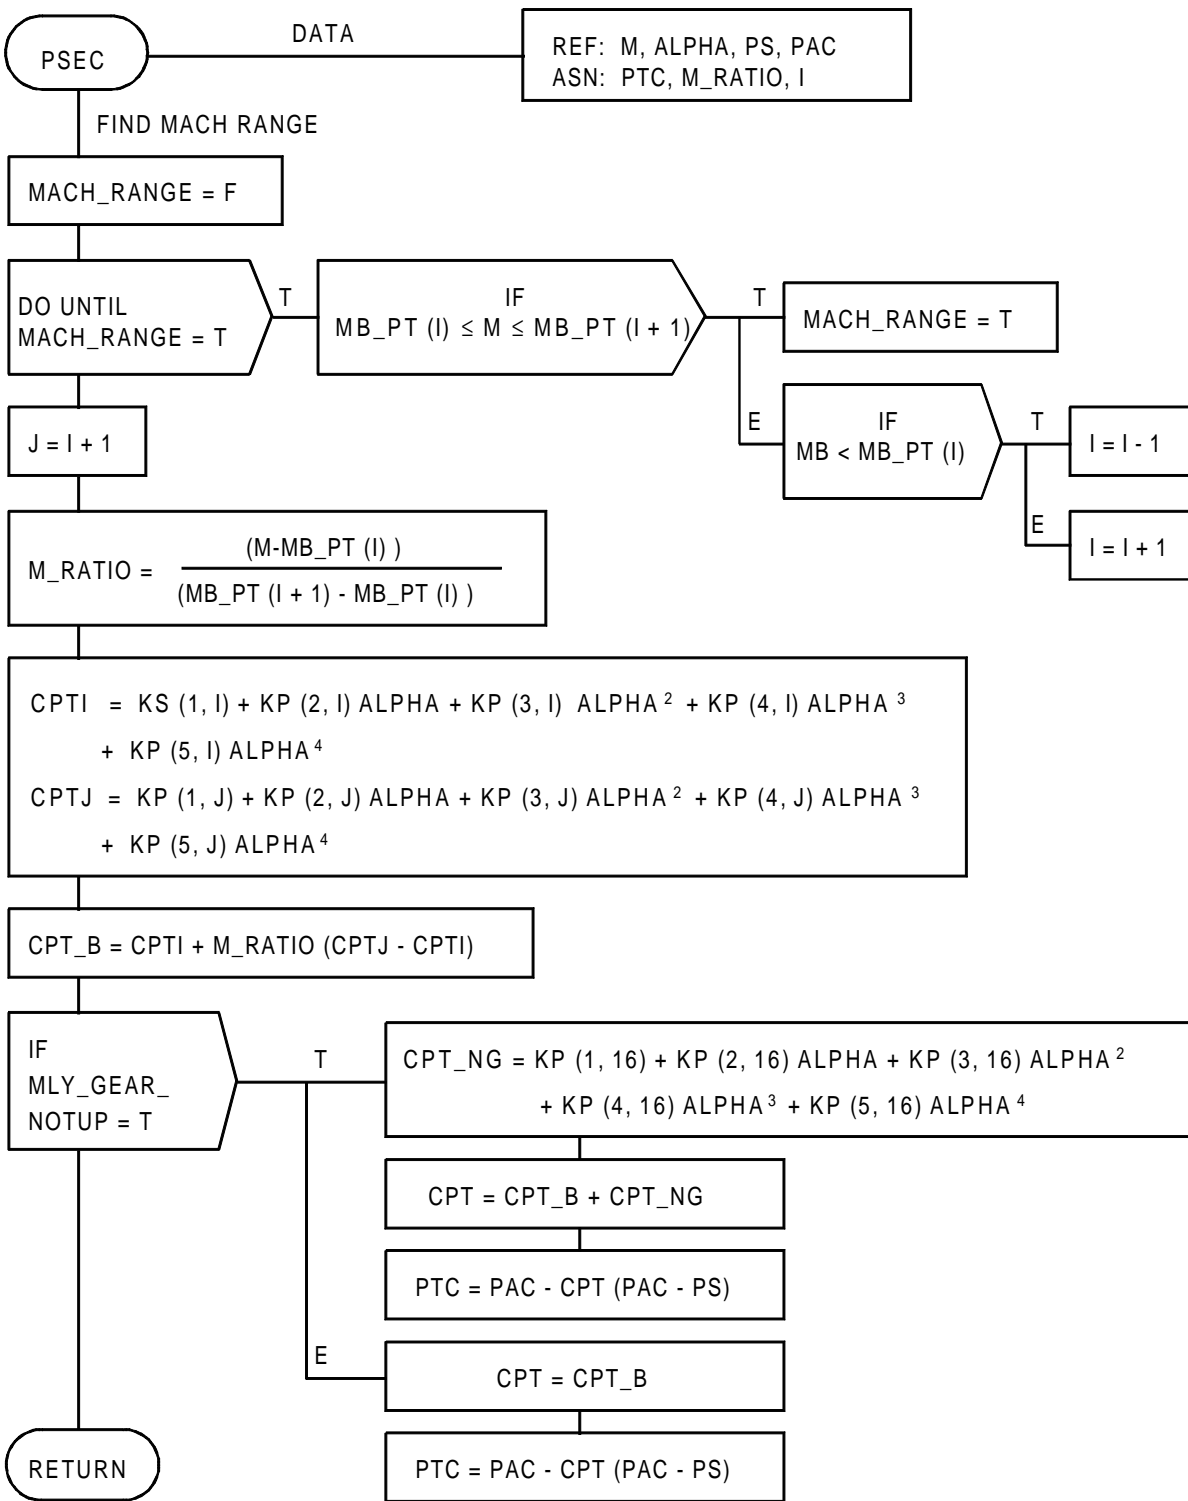 PSEC
DATA
REF: M, ALPHA, PS, PAC
ASN: PTC, M_RATIO, I
FIND MACH RANGE
MACH_RANGE = F
DO UNTIL
MACH_RANGE = T
T
IF
MB_PT (I) ≤ M ≤ MB_PT (I + 1)
T
MACH_RANGE = T
E
IF
MB < MB_PT (I)
T
I = I - 1
E
I = I + 1
J = I + 1
M_RATIO =
(M-MB_PT (I) )
(MB_PT (I + 1) - MB_PT (I) )
CPTI = KS (1, I) + KP (2, I) ALPHA + KP (3, I) ALPHA ² + KP (4, I) ALPHA ³
+ KP (5, I) ALPHA ⁴
CPTJ = KP (1, J) + KP (2, J) ALPHA + KP (3, J) ALPHA ² + KP (4, J) ALPHA ³
+ KP (5, J) ALPHA ⁴
CPT_B = CPTI + M_RATIO (CPTJ - CPTI)
IF
MLY_GEAR_
NOTUP = T
T
CPT_NG = KP (1, 16) + KP (2, 16) ALPHA + KP (3, 16) ALPHA ²
+ KP (4, 16) ALPHA ³ + KP (5, 16) ALPHA ⁴
CPT = CPT_B + CPT_NG
PTC = PAC - CPT (PAC - PS)
E
CPT = CPT_B
PTC = PAC - CPT (PAC - PS)
RETURN